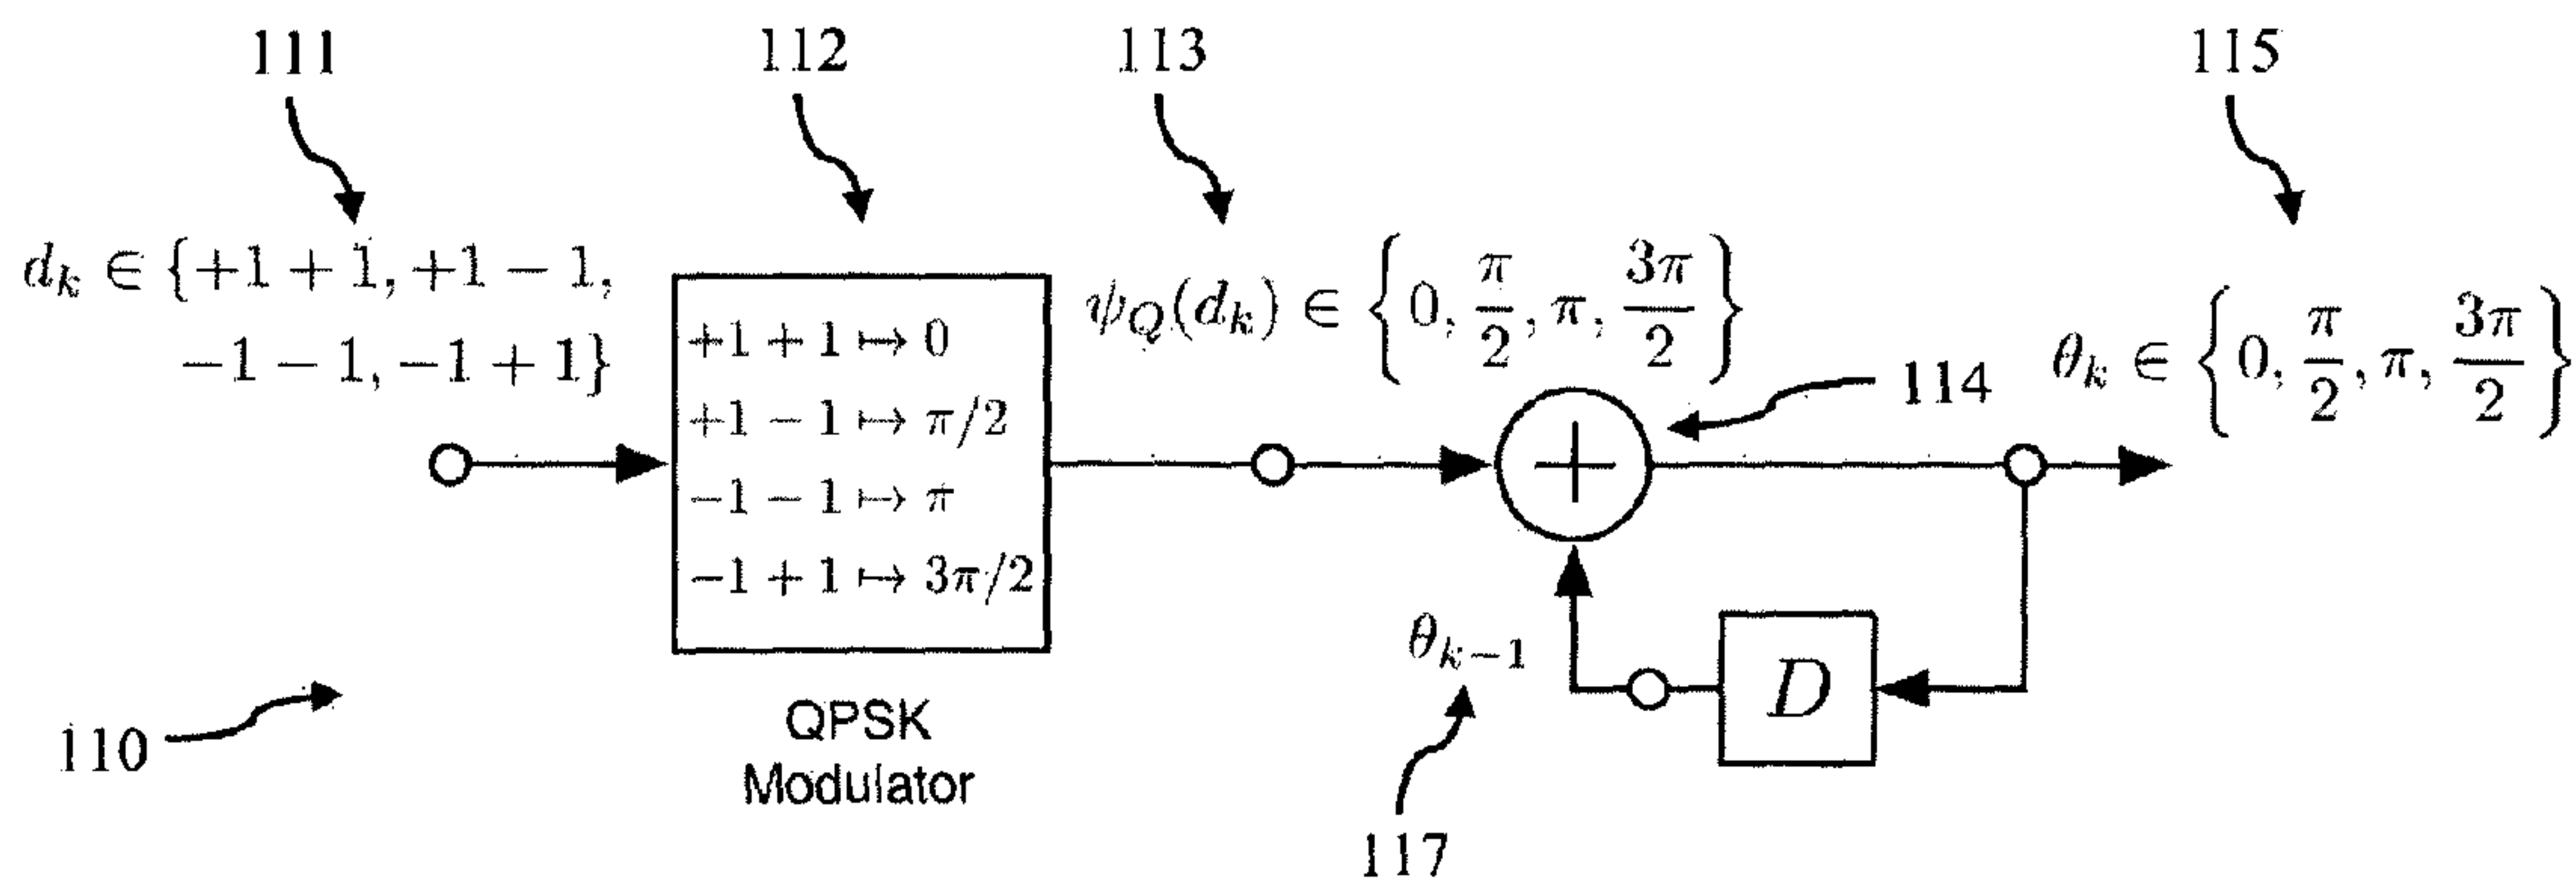 111
112
113
115
d_k ∈ {+1 + 1, +1 − 1,
−1 − 1, −1 + 1}
+1 + 1 ↦ 0
+1 − 1 ↦ π/2
−1 − 1 ↦ π
−1 + 1 ↦ 3π/2
QPSK
Modulator
ψ_Q(d_k) ∈ {0, π/2, π, 3π/2}
114
θ_k ∈ {0, π/2, π, 3π/2}
+
θ_{k−1}
D
110
117